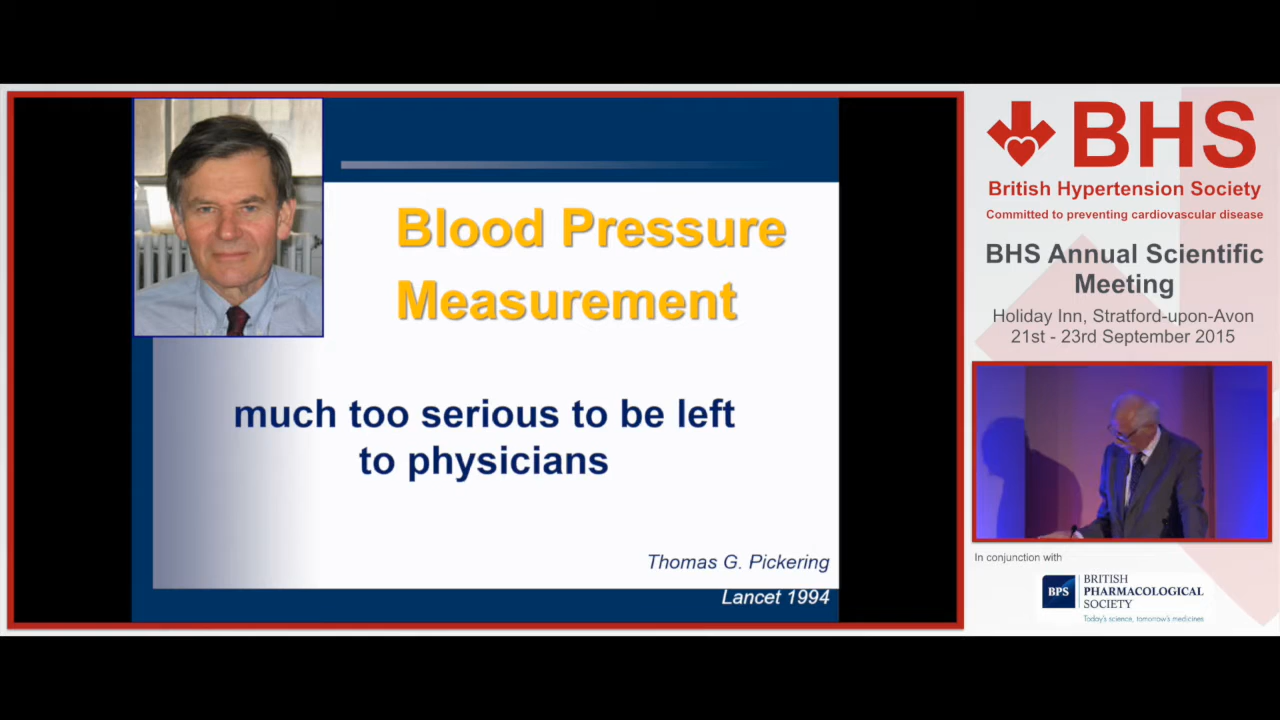 Blood Pressure
Measurement
much too serious to be left
to physicians
Thomas G. Pickering
Lancet 1994
BHS
British Hypertension Society
Committed to preventing cardiovascular disease
BHS Annual Scientific
Meeting
Holiday Inn, Stratford-upon-Avon
21st - 23rd September 2015
In conjunction with
BPS
BRITISH
PHARMACOLOGICAL
SOCIETY
Today's science, tomorrow's medicines